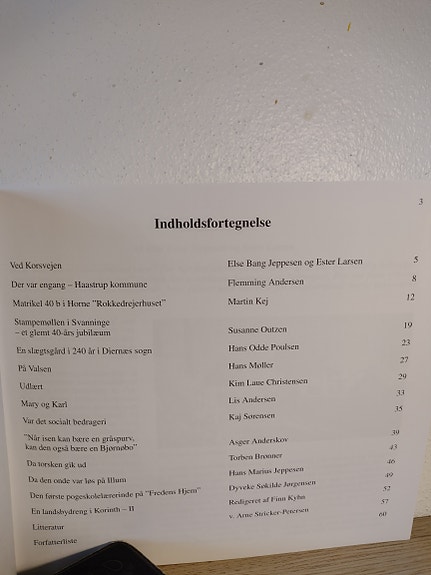 3
Indholdsfortegnelse
Ved Korsvejen Else Bang Jeppesen og Ester Larsen 5
Der var engang – Haastrup kommune Flemming Andersen 8
Matrikel 40 b i Horne "Rokkedrejerhuset" Martin Kej 12
Stampemøllen i Svanninge
– et glemt 40-års jubilæum Susanne Outzen 19
En slægtsgård i 240 år i Diernæs sogn Hans Odde Poulsen 23
På Valsen Hans Møller 27
Udlært Kim Laue Christensen 29
Mary og Karl Lis Andersen 33
Var det socialt bedrageri Kaj Sørensen 35
"Når isen kan bære en gråspurv,
kan den også bære en Bjørnøbo" Asger Anderskov 39
Da torsken gik ud Torben Brønner 43
Da den onde var løs på Illum Hans Marius Jeppesen 46
Den første pogeskolelærerinde på "Fredens Hjem" Dyveke Søkilde Jørgensen 49
En landsbydreng i Korinth – II Redigeret af Finn Kyhn 52
Litteratur v. Arne Stricker-Petersen 57
Forfatterliste 60